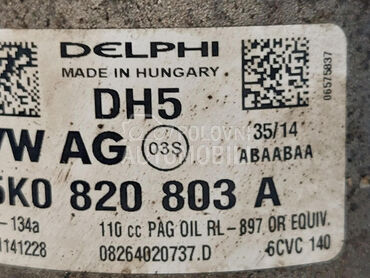 DELPHI
MADE IN HUNGARY
DH5
06575837
VW AG 03S 35/14
ABAABAA
5K0 820 803 A
-134a 110 cc PAG OIL RL-897 OR EQUIV.
1141228 08264020737.D 6CVC 140